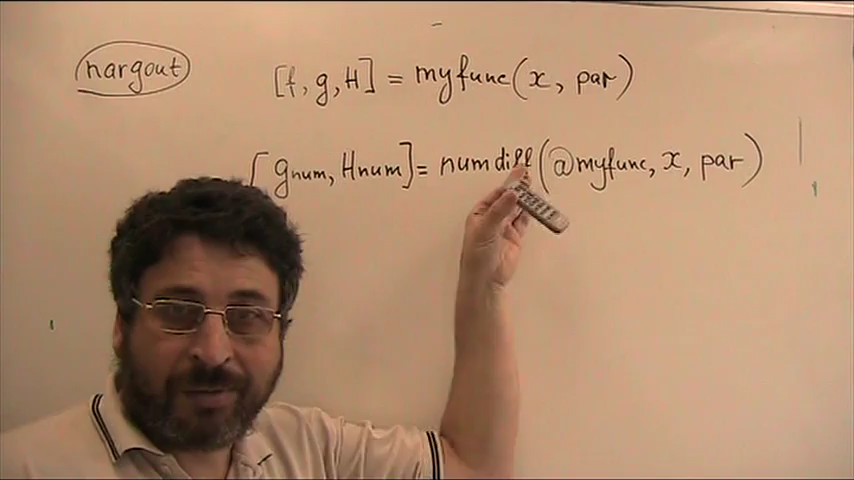 nargout
[f, g, H] = myfunc(x, par)
[gnum, Hnum] = numdiff(@myfunc, x, par)